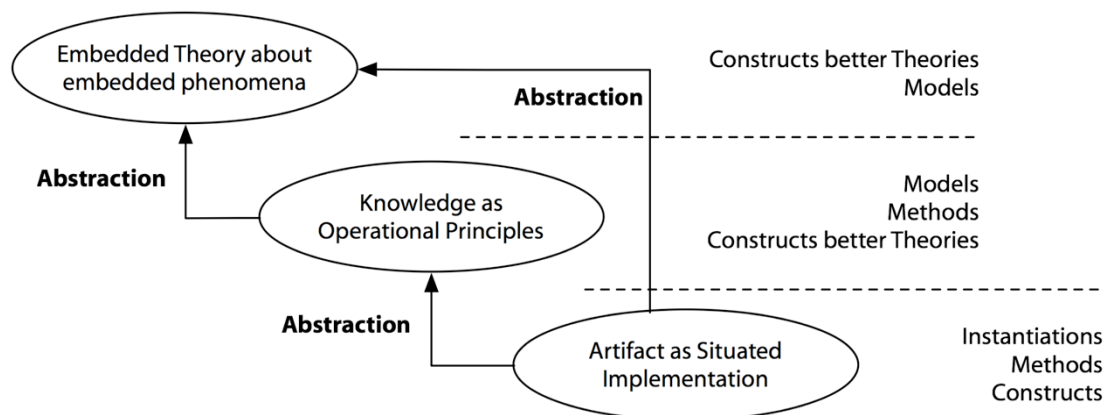 Embedded Theory about
embedded phenomena
Constructs better Theories
Models
Abstraction
Abstraction
Knowledge as
Operational Principles
Models
Methods
Constructs better Theories
Abstraction
Artifact as Situated
Implementation
Instantiations
Methods
Constructs